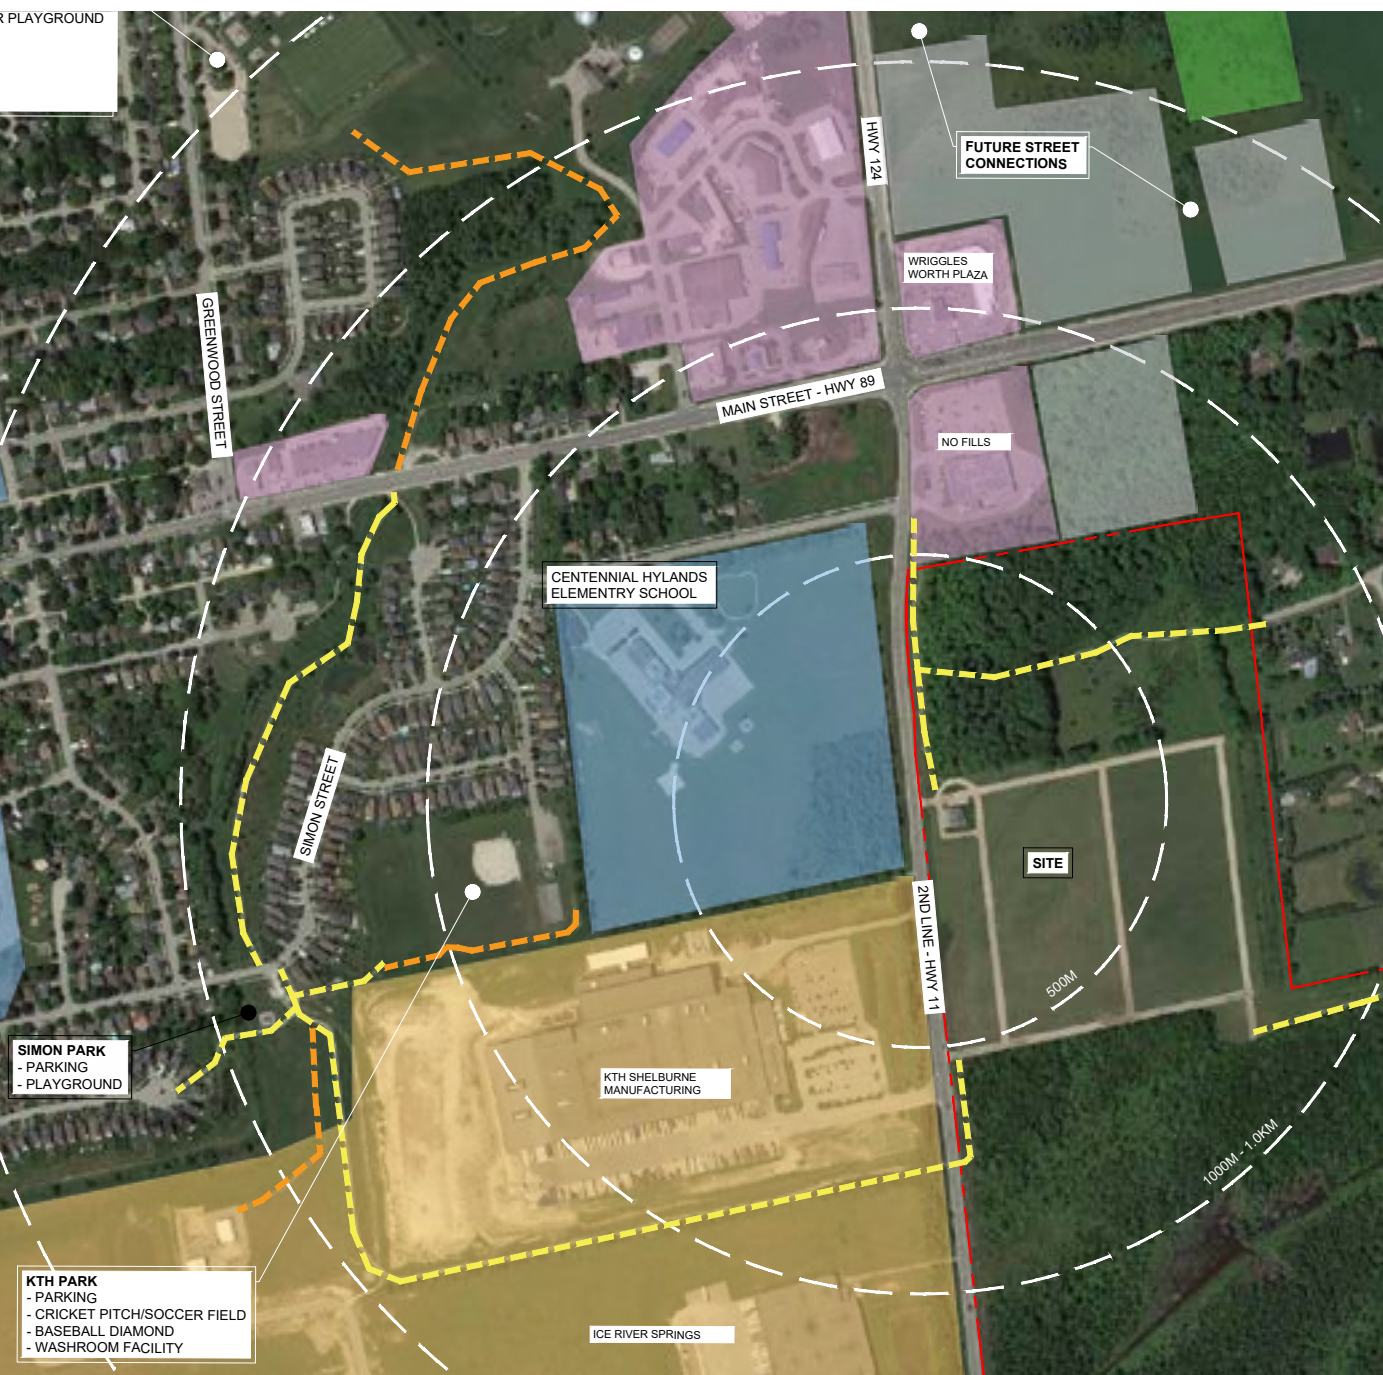 R PLAYGROUND
HWY 124
FUTURE STREET
CONNECTIONS
WRIGGLES
WORTH PLAZA
GREENWOOD STREET
MAIN STREET - HWY 89
NO FILLS
CENTENNIAL HYLANDS
ELEMENTRY SCHOOL
SIMON STREET
SITE
2ND LINE - HWY 11
500M
SIMON PARK
- PARKING
- PLAYGROUND
KTH SHELBURNE
MANUFACTURING
1000M - 1.0KM
KTH PARK
- PARKING
- CRICKET PITCH/SOCCER FIELD
- BASEBALL DIAMOND
- WASHROOM FACILITY
ICE RIVER SPRINGS